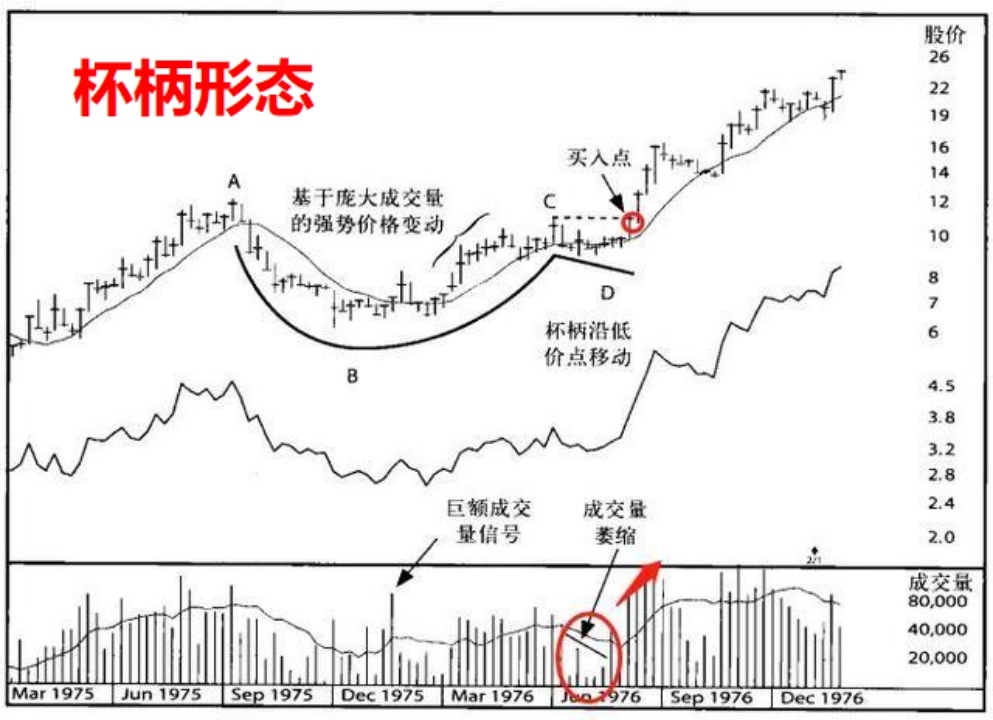 股价
26
杯柄形态
22
19
买入点
16
14
A
基于庞大成交量
的强势价格变动
C
12
10
D
8
7
杯柄沿低
价点移动
6
B
4.5
3.8
3.2
2.8
巨额成交
量信号
成交量
萎缩
2.4
2.0
2/1
成交量
80,000
40,000
20,000
Mar 1975
Jun 1975
Sep 1975
Dec 1975
Mar 1976
Jun 1976
Sep 1976
Dec 1976